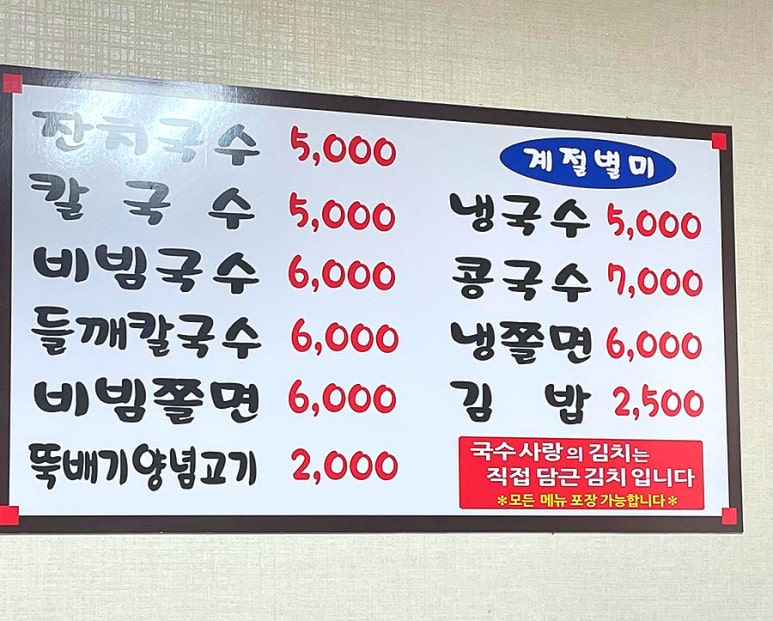 잔치국수 5,000
칼국수 5,000
비빔국수 6,000
들깨칼국수 6,000
비빔쫄면 6,000
뚝배기양념고기 2,000
계절별미
냉국수 5,000
콩국수 7,000
냉쫄면 6,000
김밥 2,500
국수 사랑의 김치는
직접 담근 김치 입니다
*모든 메뉴 포장 가능합니다*